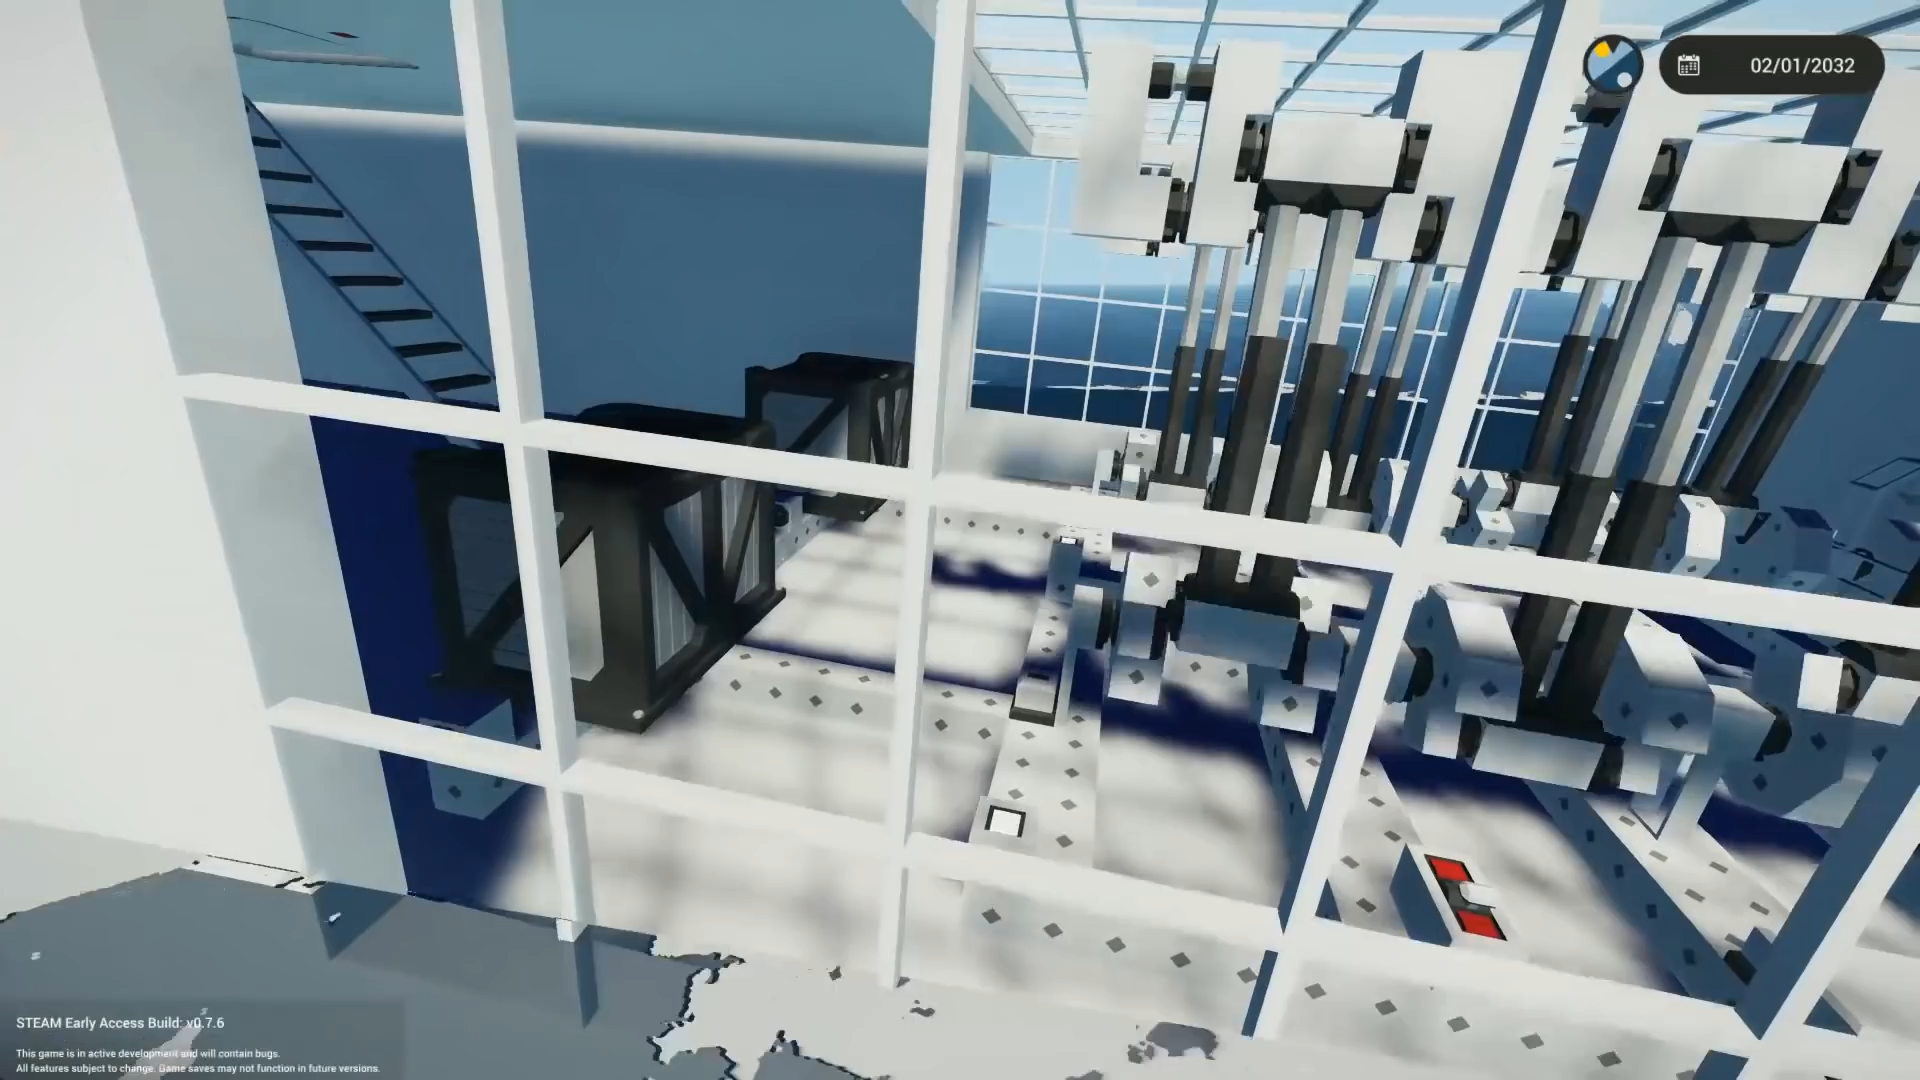 02/01/2032
STEAM Early Access Build: v0.7.6
This game is in active development and will contain bugs.
All features subject to change. Game saves may not function in future versions.